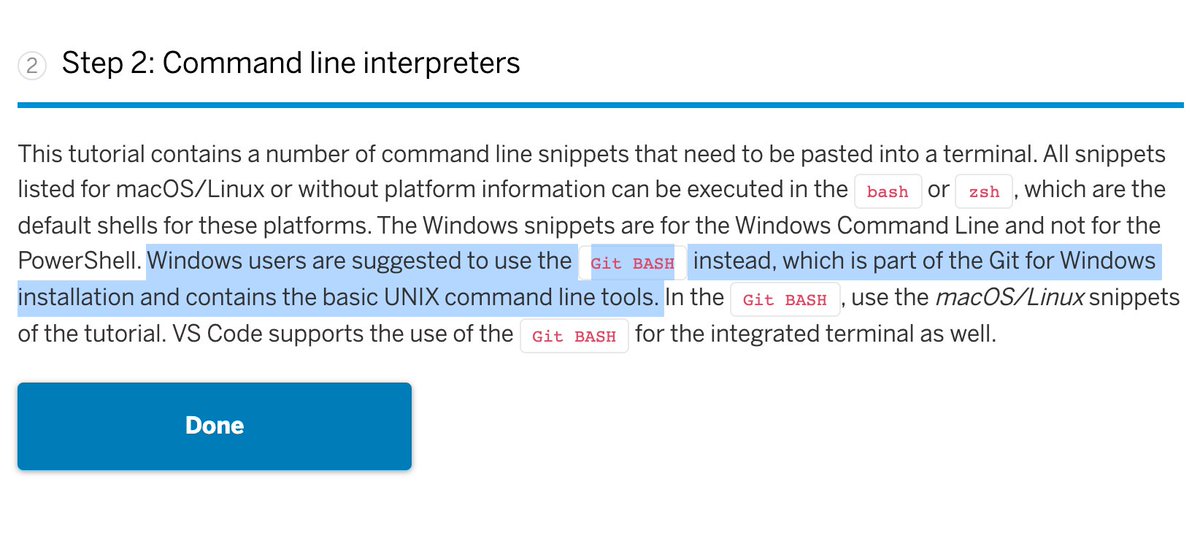 2 Step 2: Command line interpreters
This tutorial contains a number of command line snippets that need to be pasted into a terminal. All snippets
listed for macOS/Linux or without platform information can be executed in the bash or zsh , which are the
default shells for these platforms. The Windows snippets are for the Windows Command Line and not for the
PowerShell. Windows users are suggested to use the Git BASH instead, which is part of the Git for Windows
installation and contains the basic UNIX command line tools. In the Git BASH , use the macOS/Linux snippets
of the tutorial. VS Code supports the use of the Git BASH for the integrated terminal as well.
Done